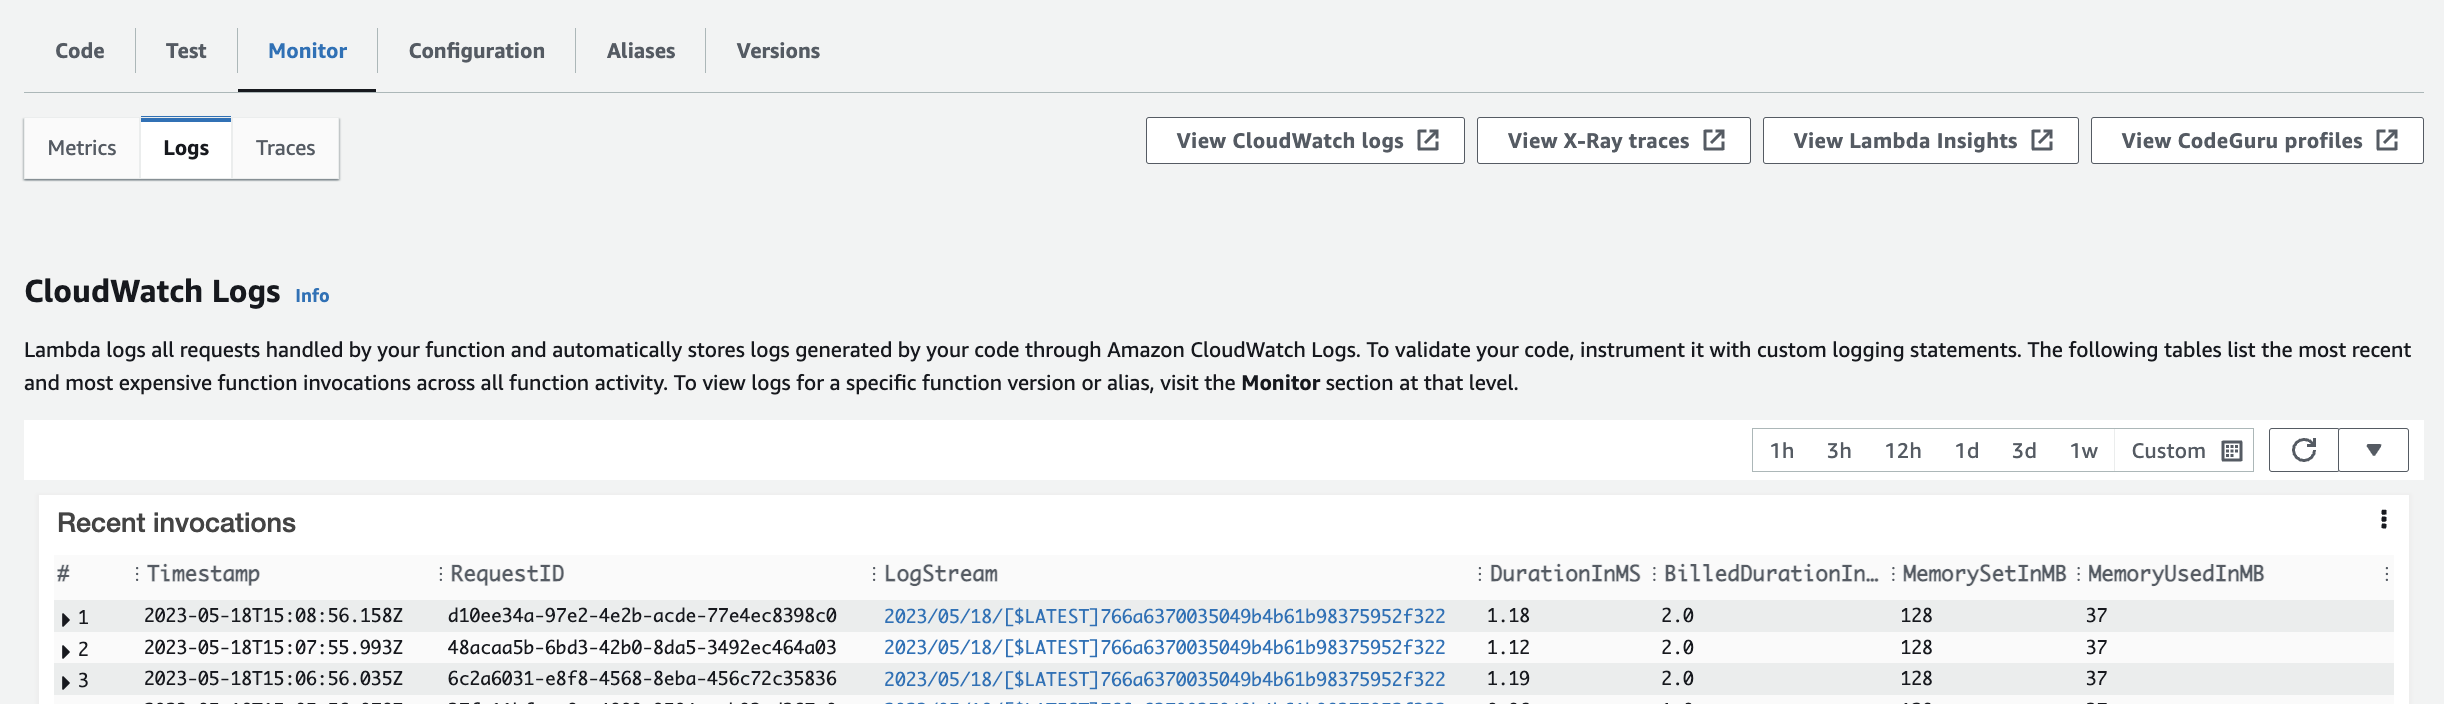 Code Test Monitor Configuration Aliases Versions
Metrics Logs Traces View CloudWatch logs View X-Ray traces View Lambda Insights View CodeGuru profiles
CloudWatch Logs Info
Lambda logs all requests handled by your function and automatically stores logs generated by your code through Amazon CloudWatch Logs. To validate your code, instrument it with custom logging statements. The following tables list the most recent
and most expensive function invocations across all function activity. To view logs for a specific function version or alias, visit the Monitor section at that level.
1h 3h 12h 1d 3d 1w Custom
Recent invocations
# Timestamp RequestID LogStream DurationInMS BilledDurationIn... MemorySetInMB MemoryUsedInMB
1 2023-05-18T15:08:56.158Z d10ee34a-97e2-4e2b-acde-77e4ec8398c0 2023/05/18/[$LATEST]766a6370035049b4b61b98375952f322 1.18 2.0 128 37
2 2023-05-18T15:07:55.993Z 48acaa5b-6bd3-42b0-8da5-3492ec464a03 2023/05/18/[$LATEST]766a6370035049b4b61b98375952f322 1.12 2.0 128 37
3 2023-05-18T15:06:56.035Z 6c2a6031-e8f8-4568-8eba-456c72c35836 2023/05/18/[$LATEST]766a6370035049b4b61b98375952f322 1.19 2.0 128 37